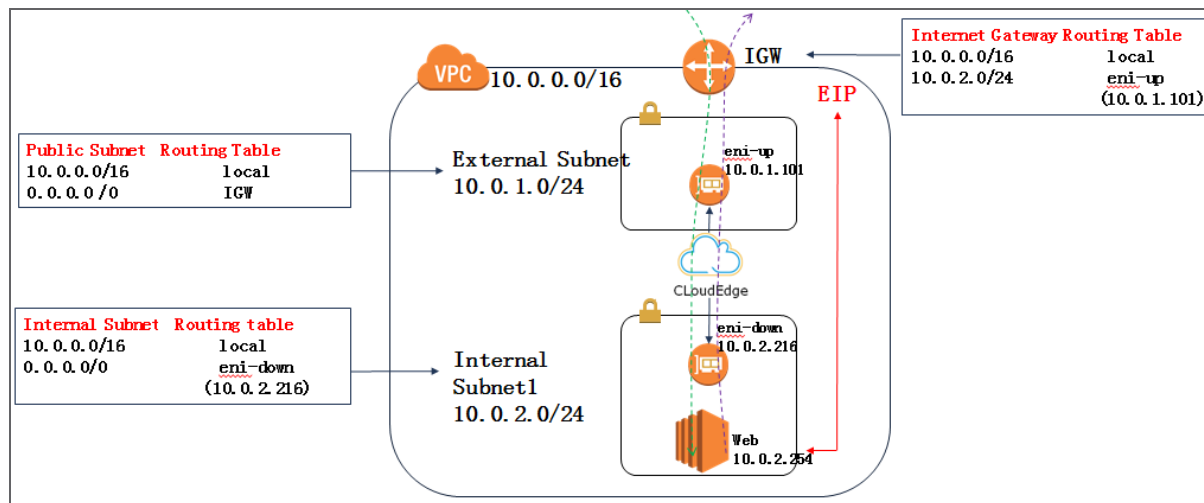 IGW
Internet Gateway Routing Table
10.0.0.0/16 local
10.0.2.0/24 eni-up
(10.0.1.101)
VPC
10.0.0.0/16
EIP
Public Subnet Routing Table
10.0.0.0/16 local
0.0.0.0/0 IGW
External Subnet
10.0.1.0/24
eni-up
10.0.1.101
CLoudEdge
Internal Subnet Routing table
10.0.0.0/16 local
0.0.0.0/0 eni-down
(10.0.2.216)
Internal
Subnet1
10.0.2.0/24
eni-down
10.0.2.216
Web
10.0.2.254